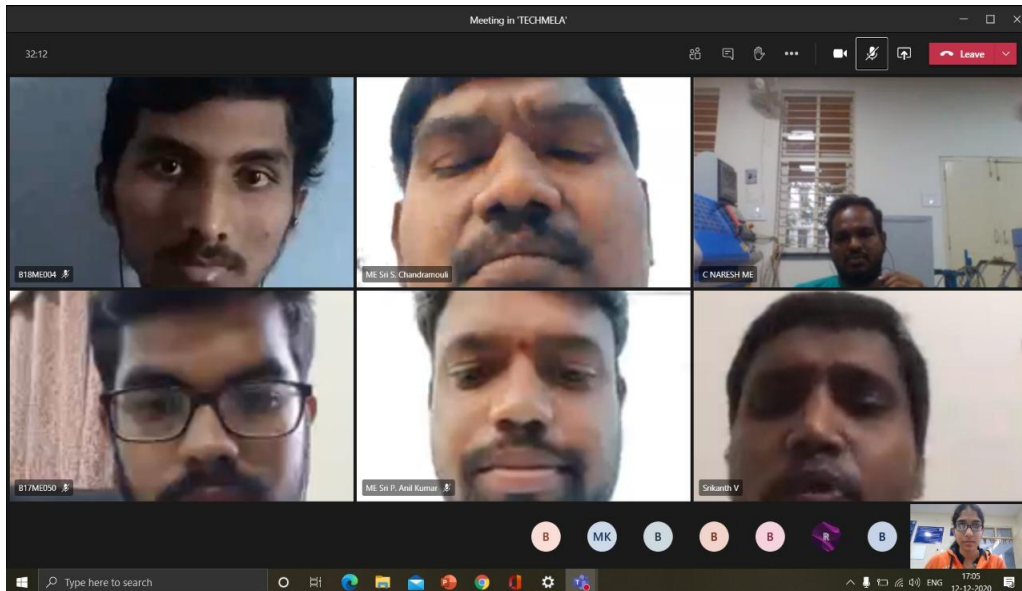 Meeting in 'TECHMELA'
32:12
Leave
B18ME004
ME Sri S. Chandramouli
C NARESH ME
B17ME050
ME Sri P. Anil Kumar
Srikanth V
B
MK
B
B
B
R
B
Type here to search
ENG
17:05
12-12-2020